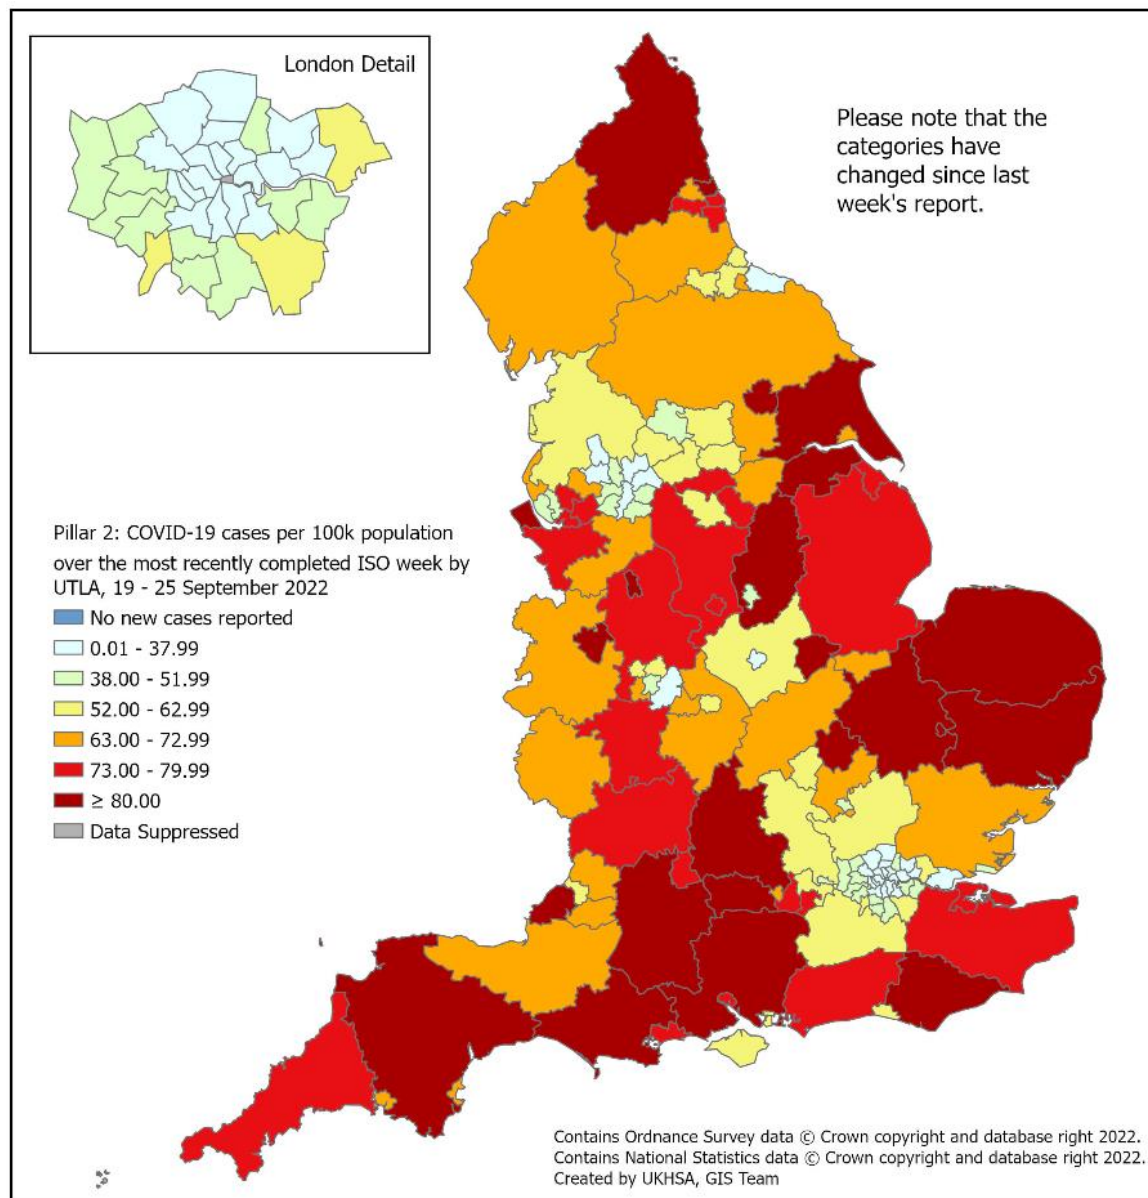 London Detail
Please note that the
categories have
changed since last
week's report.
Pillar 2: COVID-19 cases per 100k population
over the most recently completed ISO week by
UTLA, 19 - 25 September 2022
No new cases reported
0.01 - 37.99
38.00 - 51.99
52.00 - 62.99
63.00 - 72.99
73.00 - 79.99
≥ 80.00
Data Suppressed
Contains Ordnance Survey data © Crown copyright and database right 2022.
Contains National Statistics data © Crown copyright and database right 2022.
Created by UKHSA, GIS Team